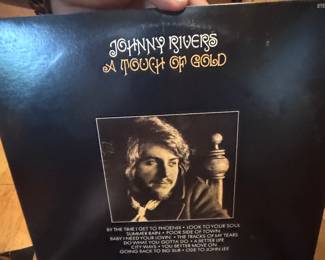 JOHNNY RIVERS
A TOUCH OF GOLD
BY THE TIME I GET TO PHOENIX • LOOK TO YOUR SOUL
SUMMER RAIN • POOR SIDE OF TOWN
BABY I NEED YOUR LOVIN' • THE TRACKS OF MY TEARS
DO WHAT YOU GOTTA DO • A BETTER LIFE
CITY WAYS • YOU BETTER MOVE ON
GOING BACK TO BIG SUR • ODE TO JOHN LEE